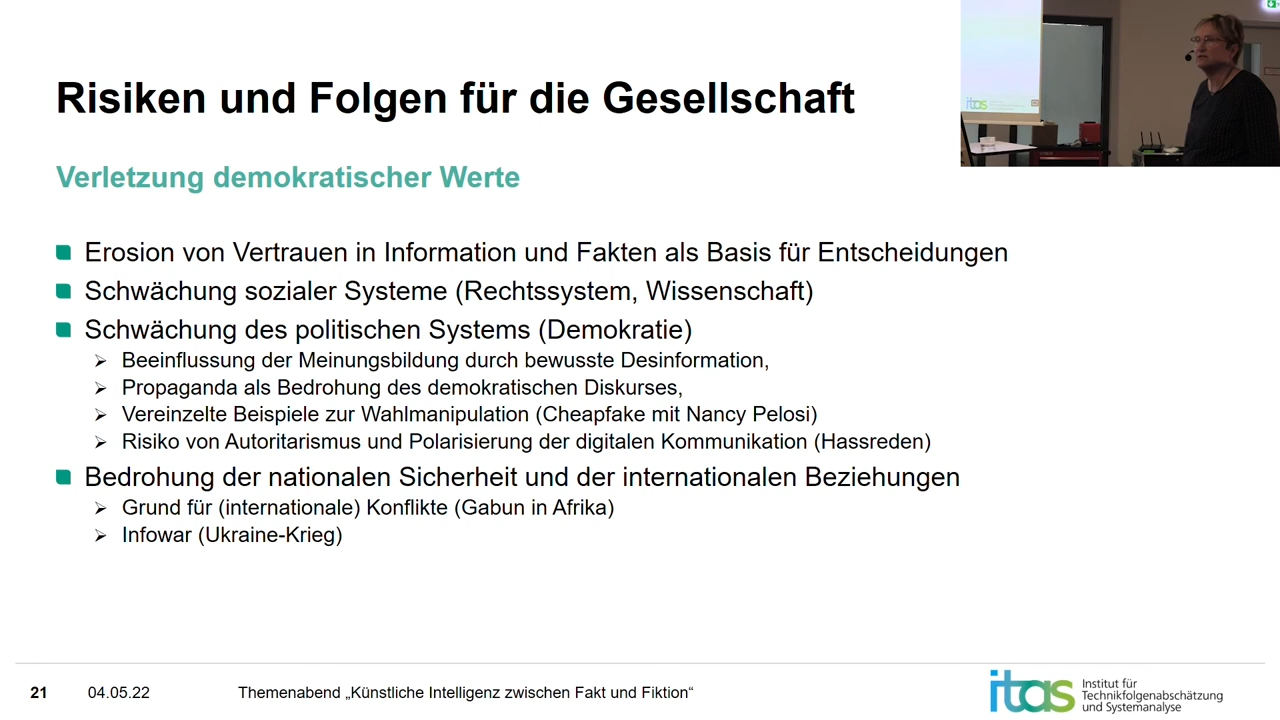 Risiken und Folgen für die Gesellschaft
itas
Verletzung demokratischer Werte
Erosion von Vertrauen in Information und Fakten als Basis für Entscheidungen
Schwächung sozialer Systeme (Rechtssystem, Wissenschaft)
Schwächung des politischen Systems (Demokratie)
Beeinflussung der Meinungsbildung durch bewusste Desinformation,
Propaganda als Bedrohung des demokratischen Diskurses,
Vereinzelte Beispiele zur Wahlmanipulation (Cheapfake mit Nancy Pelosi)
Risiko von Autoritarismus und Polarisierung der digitalen Kommunikation (Hassreden)
Bedrohung der nationalen Sicherheit und der internationalen Beziehungen
Grund für (internationale) Konflikte (Gabun in Afrika)
Infowar (Ukraine-Krieg)
21 04.05.22 Themenabend „Künstliche Intelligenz zwischen Fakt und Fiktion“
itas
Institut für
Technikfolgenabschätzung
und Systemanalyse